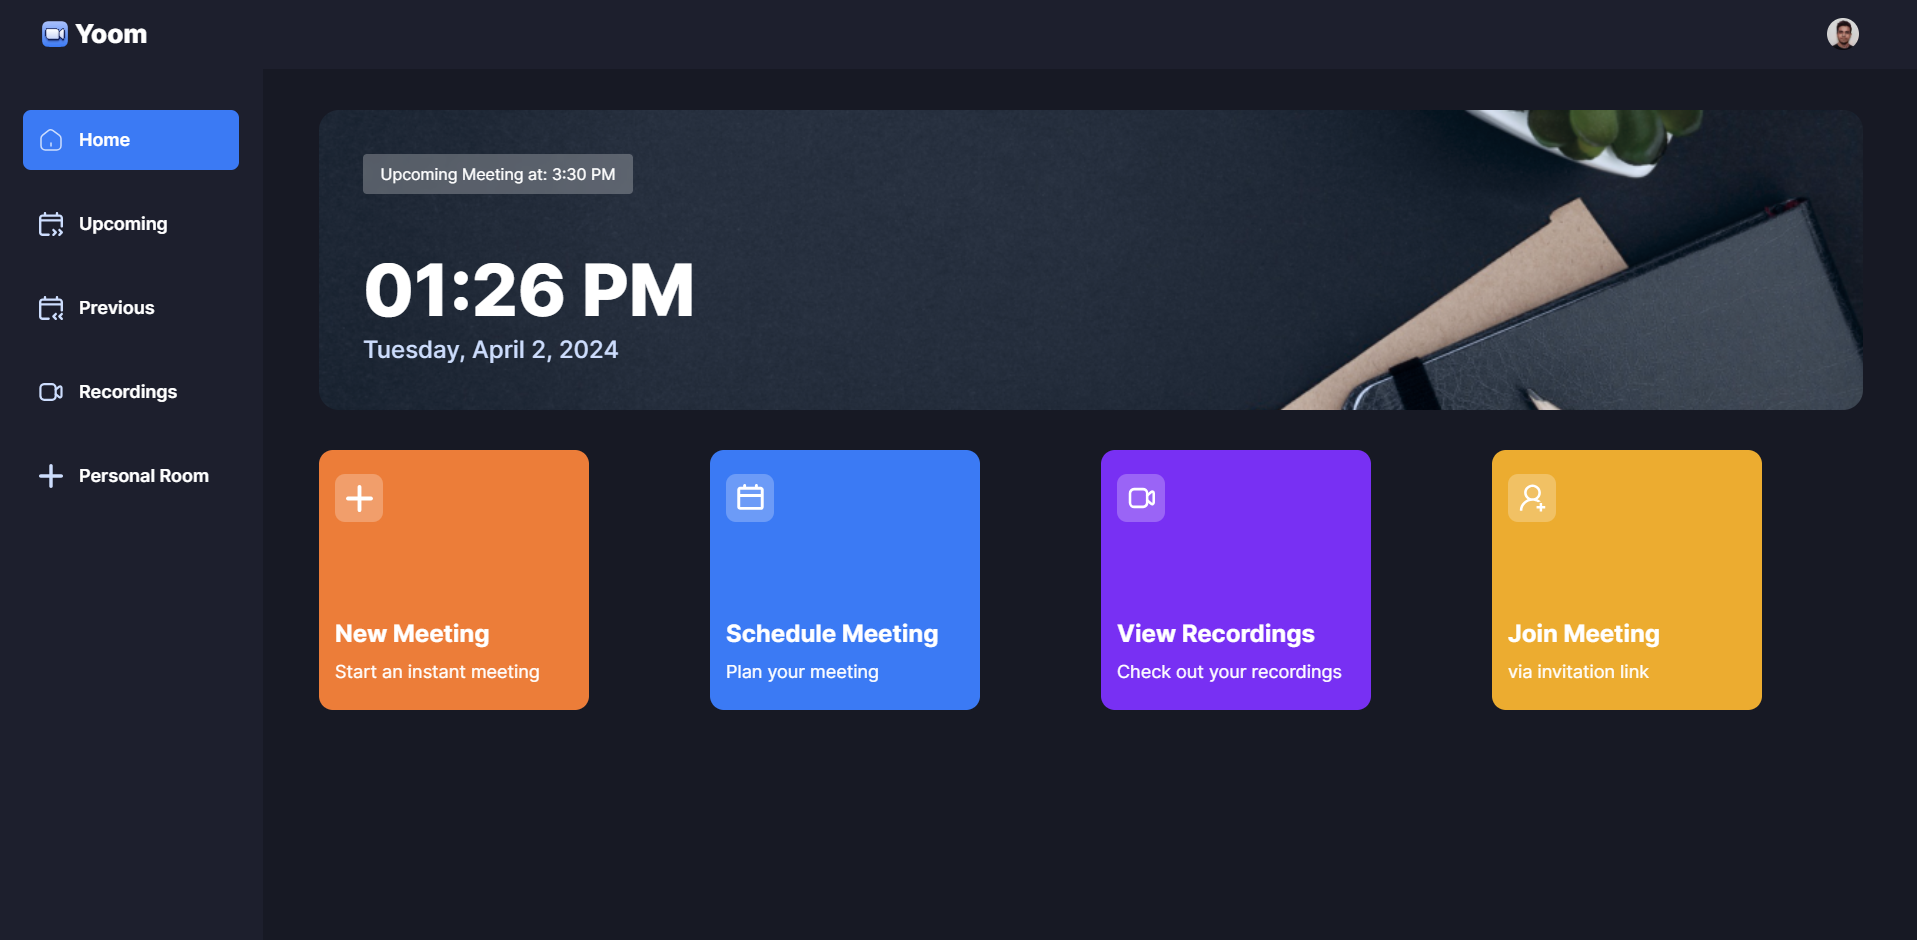 Yoom
Home
Upcoming
Previous
Recordings
Personal Room
Upcoming Meeting at: 3:30 PM
01:26 PM
Tuesday, April 2, 2024
New Meeting
Start an instant meeting
Schedule Meeting
Plan your meeting
View Recordings
Check out your recordings
Join Meeting
via invitation link